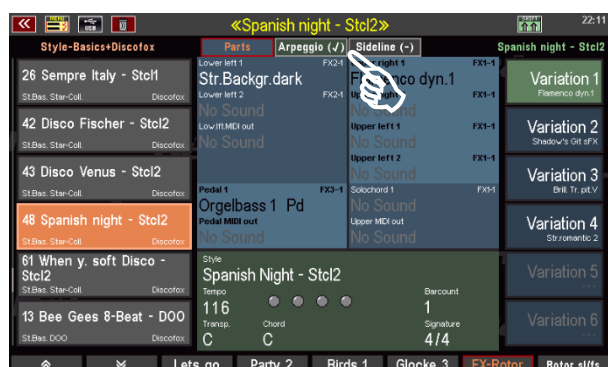 «Spanish night - Stcl2»
22:11
Style-Basics+Discofox
Parts
Arpeggio (√)
Sideline (-)
Spanish night - Stcl2
26 Sempre Italy - Stcl1
St.Bas. Star-Coll. Discofox
42 Disco Fischer - Stcl2
St.Bas. Star-Coll. Discofox
43 Disco Venus - Stcl2
St.Bas. Star-Coll. Discofox
48 Spanish night - Stcl2
St.Bas. Star-Coll. Discofox
61 When y. soft Disco -
Stcl2
St.Bas. Star-Coll. Discofox
13 Bee Gees 8-Beat - DOO
St.Bas. DOO Discofox
Lower left 1 FX2-1
Str.Backgr.dark
Lower left 2 FX2-1
No Sound
Low/lft.MIDI out
No Sound
Pedal 1 FX3-1
Orgelbass 1 Pd
Pedal MIDI out
No Sound
right 1 FX1-1
dyn.1
FX1-1
Upper left 1 FX1-1
No Sound
Upper left 2 FX1-1
No Sound
Solochord 1 FX1-1
No Sound
Upper MIDI out
No Sound
Style
Spanish Night - Stcl2
Tempo Barcount
116 1
Transp. Chord Signature
C C 4/4
Variation 1
Flamenco dyn.1
Variation 2
Shadow's Git sFX
Variation 3
Brill. Tr. pit.V
Variation 4
Str.romantic 2
Variation 5
Variation 6
Lets go
Party 2
Birds 1
Glocke 3
FX-Rotor
Rotor sl/fs